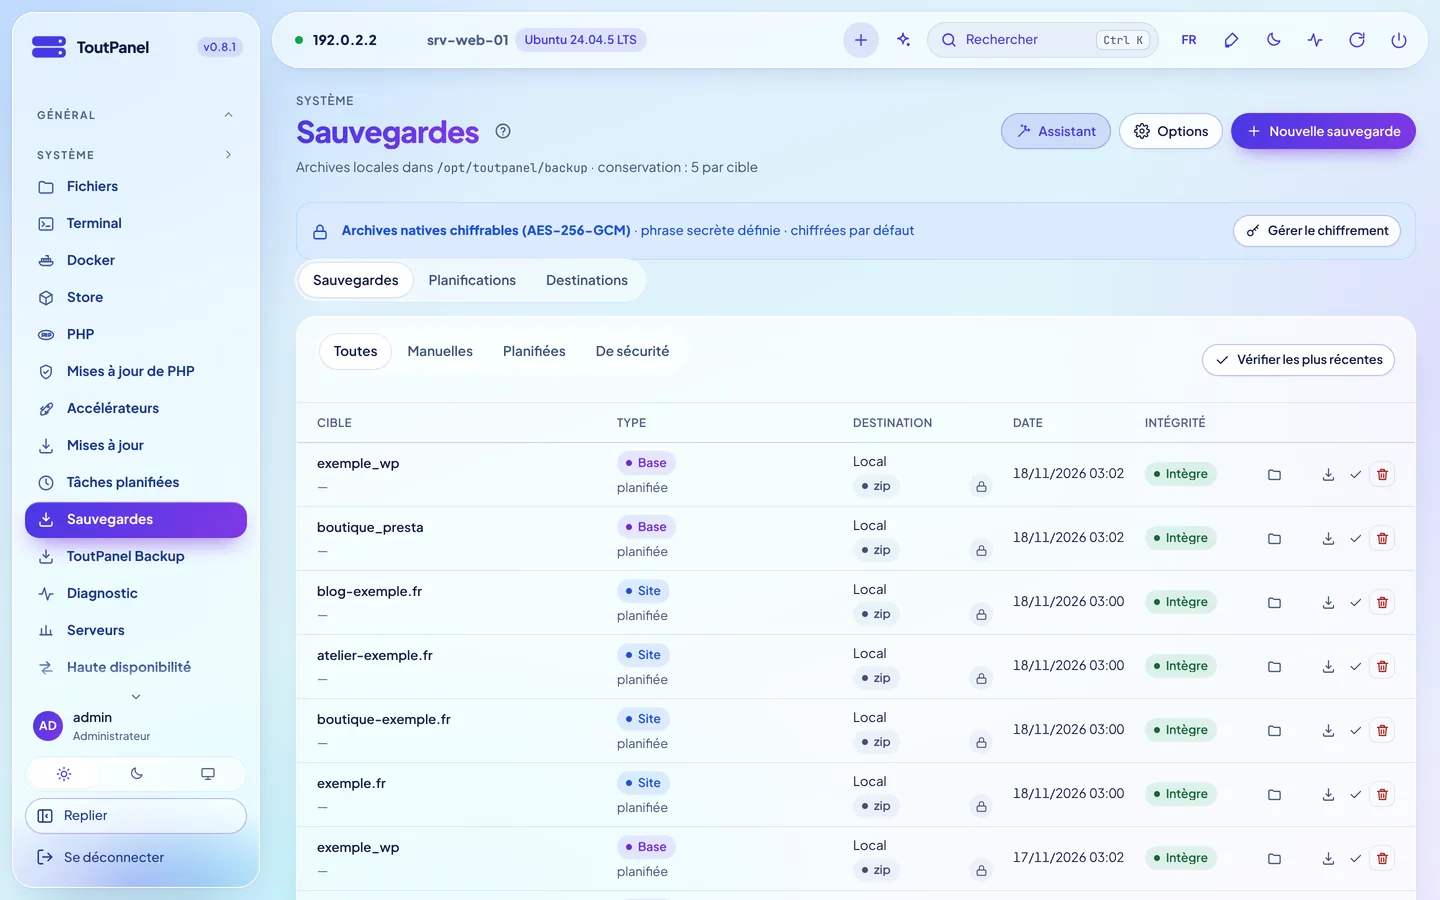 ToutPanel
v0.8.1
GÉNÉRAL
SYSTÈME
Fichiers
Terminal
Docker
Store
PHP
Mises à jour de PHP
Accélérateurs
Mises à jour
Tâches planifiées
Sauvegardes
ToutPanel Backup
Diagnostic
Serveurs
Haute disponibilité
AD
admin
Administrateur
Replier
Se déconnecter
192.0.2.2
srv-web-01
Ubuntu 24.04.5 LTS
Rechercher
Ctrl K
FR
SYSTÈME
Sauvegardes
Archives locales dans /opt/toutpanel/backup · conservation : 5 par cible
Assistant
Options
Nouvelle sauvegarde
Archives natives chiffrables (AES-256-GCM) · phrase secrète définie · chiffrées par défaut
Gérer le chiffrement
Sauvegardes
Planifications
Destinations
Toutes
Manuelles
Planifiées
De sécurité
Vérifier les plus récentes
CIBLE TYPE DESTINATION DATE INTÉGRITÉ
exemple_wp Base Local 18/11/2026 03:02 Intègre
— planifiée zip
boutique_presta Base Local 18/11/2026 03:02 Intègre
— planifiée zip
blog-exemple.fr Site Local 18/11/2026 03:00 Intègre
— planifiée zip
atelier-exemple.fr Site Local 18/11/2026 03:00 Intègre
— planifiée zip
boutique-exemple.fr Site Local 18/11/2026 03:00 Intègre
— planifiée zip
exemple.fr Site Local 18/11/2026 03:00 Intègre
— planifiée zip
exemple_wp Base Local 17/11/2026 03:02 Intègre
— planifiée zip